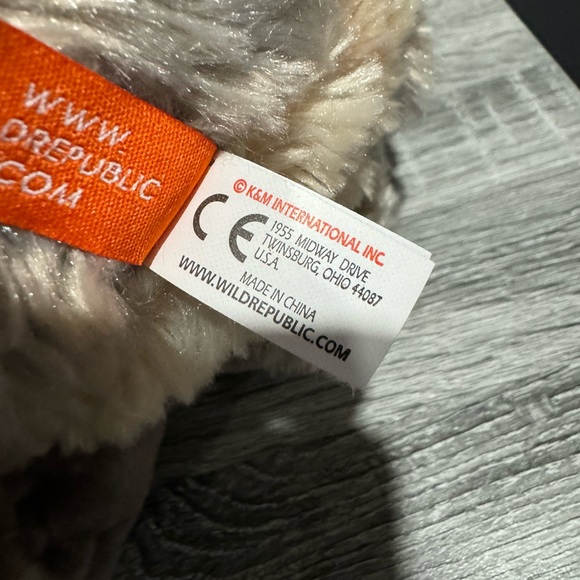 WWW.
DREPUBLIC
COM
© K&M INTERNATIONAL INC.
CE
1955 MIDWAY DRIVE
TWINSBURG, OHIO 44087
U.S.A.
MADE IN CHINA
WWW.WILDREPUBLIC.COM